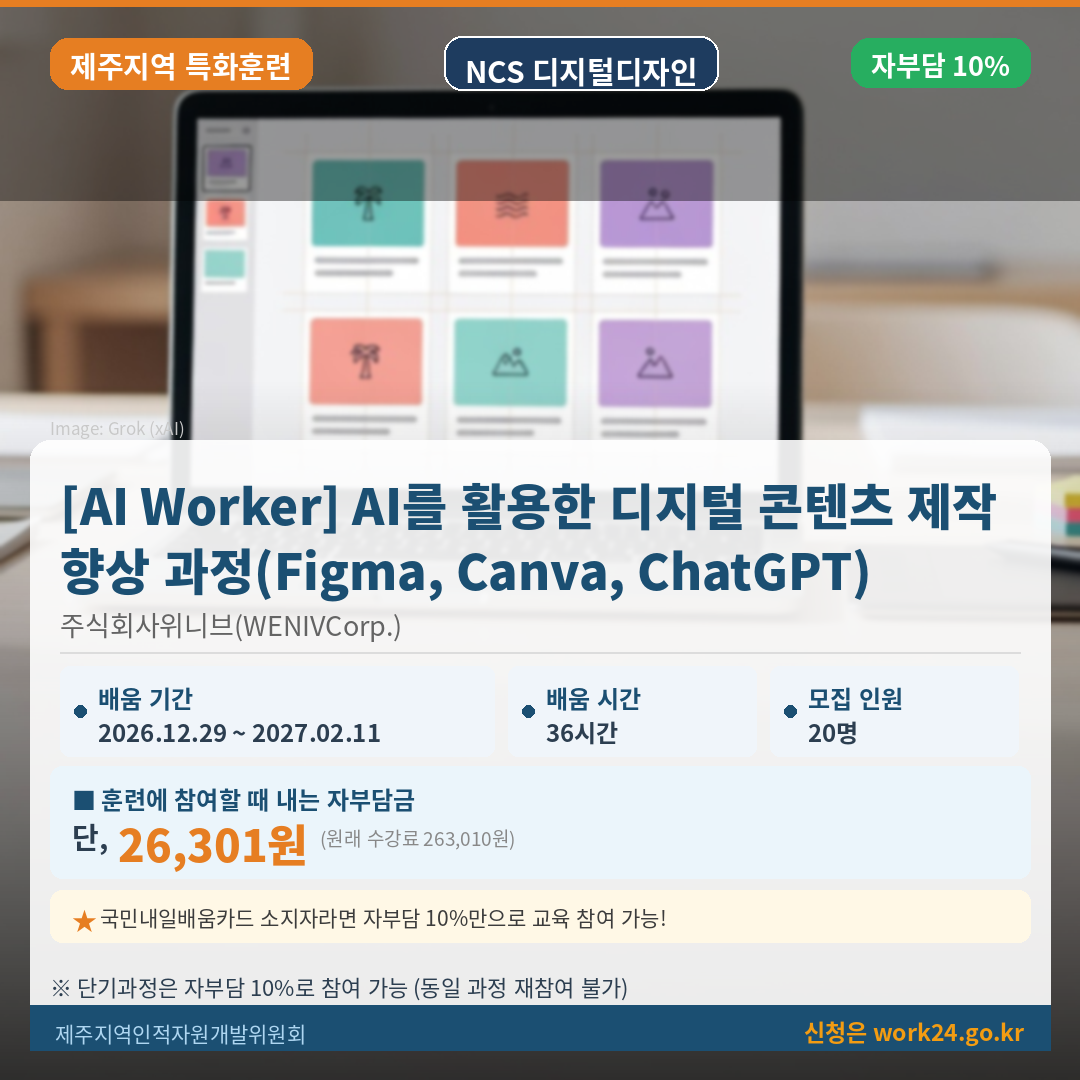 제주지역 특화훈련
NCS 디지털디자인
자부담 10%
Image: Grok (xAI)
[AI Worker] AI를 활용한 디지털 콘텐츠 제작
향상 과정(Figma, Canva, ChatGPT)
주식회사위니브(WENIVCorp.)
배움 기간
2026.12.29 ~ 2027.02.11
배움 시간
36시간
모집 인원
20명
■ 훈련에 참여할 때 내는 자부담금
단, 26,301원 (원래 수강료 263,010원)
★ 국민내일배움카드 소지자라면 자부담 10%만으로 교육 참여 가능!
※ 단기과정은 자부담 10%로 참여 가능 (동일 과정 재참여 불가)
제주지역인적자원개발위원회
신청은 work24.go.kr